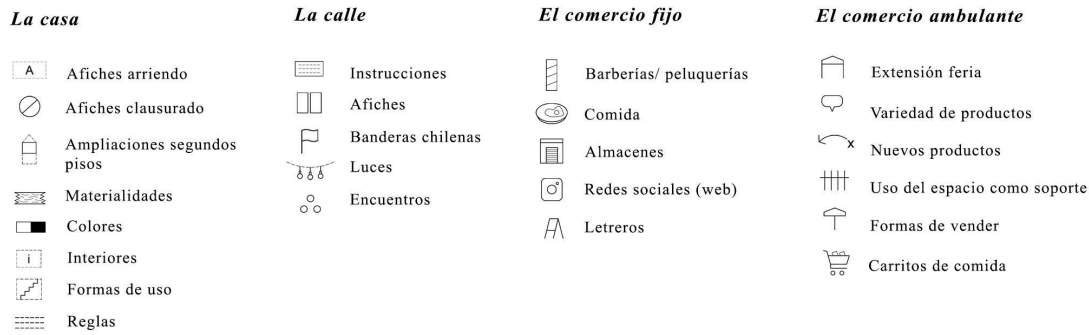 La casa
A Afiches arriendo
Afiches clausurado
Ampliaciones segundos
pisos
Materialidades
Colores
i Interiores
Formas de uso
Reglas
La calle
Instrucciones
Afiches
Banderas chilenas
Luces
Encuentros
El comercio fijo
Barberías/ peluquerías
Comida
Almacenes
Redes sociales (web)
Letreros
El comercio ambulante
Extensión feria
Variedad de productos
x Nuevos productos
Uso del espacio como soporte
Formas de vender
Carritos de comida